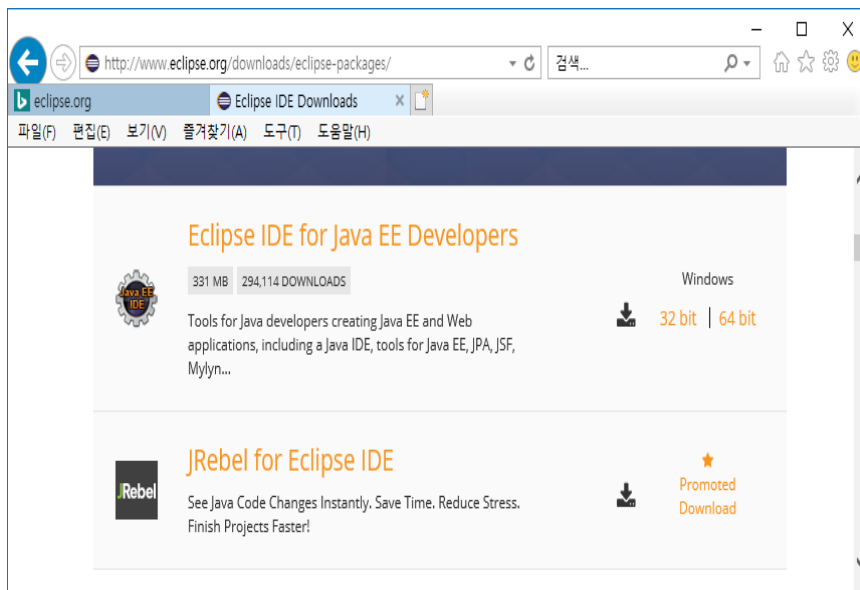 http://www.eclipse.org/downloads/eclipse-packages/
검색...
eclipse.org
Eclipse IDE Downloads
파일(F) 편집(E) 보기(V) 즐겨찾기(A) 도구(T) 도움말(H)
Eclipse IDE for Java EE Developers
331 MB 294,114 DOWNLOADS
Java EE
IDE
Tools for Java developers creating Java EE and Web
applications, including a Java IDE, tools for Java EE, JPA, JSF,
Mylyn...
Windows
32 bit | 64 bit
JRebel for Eclipse IDE
JRebel
See Java Code Changes Instantly. Save Time. Reduce Stress.
Finish Projects Faster!
Promoted
Download